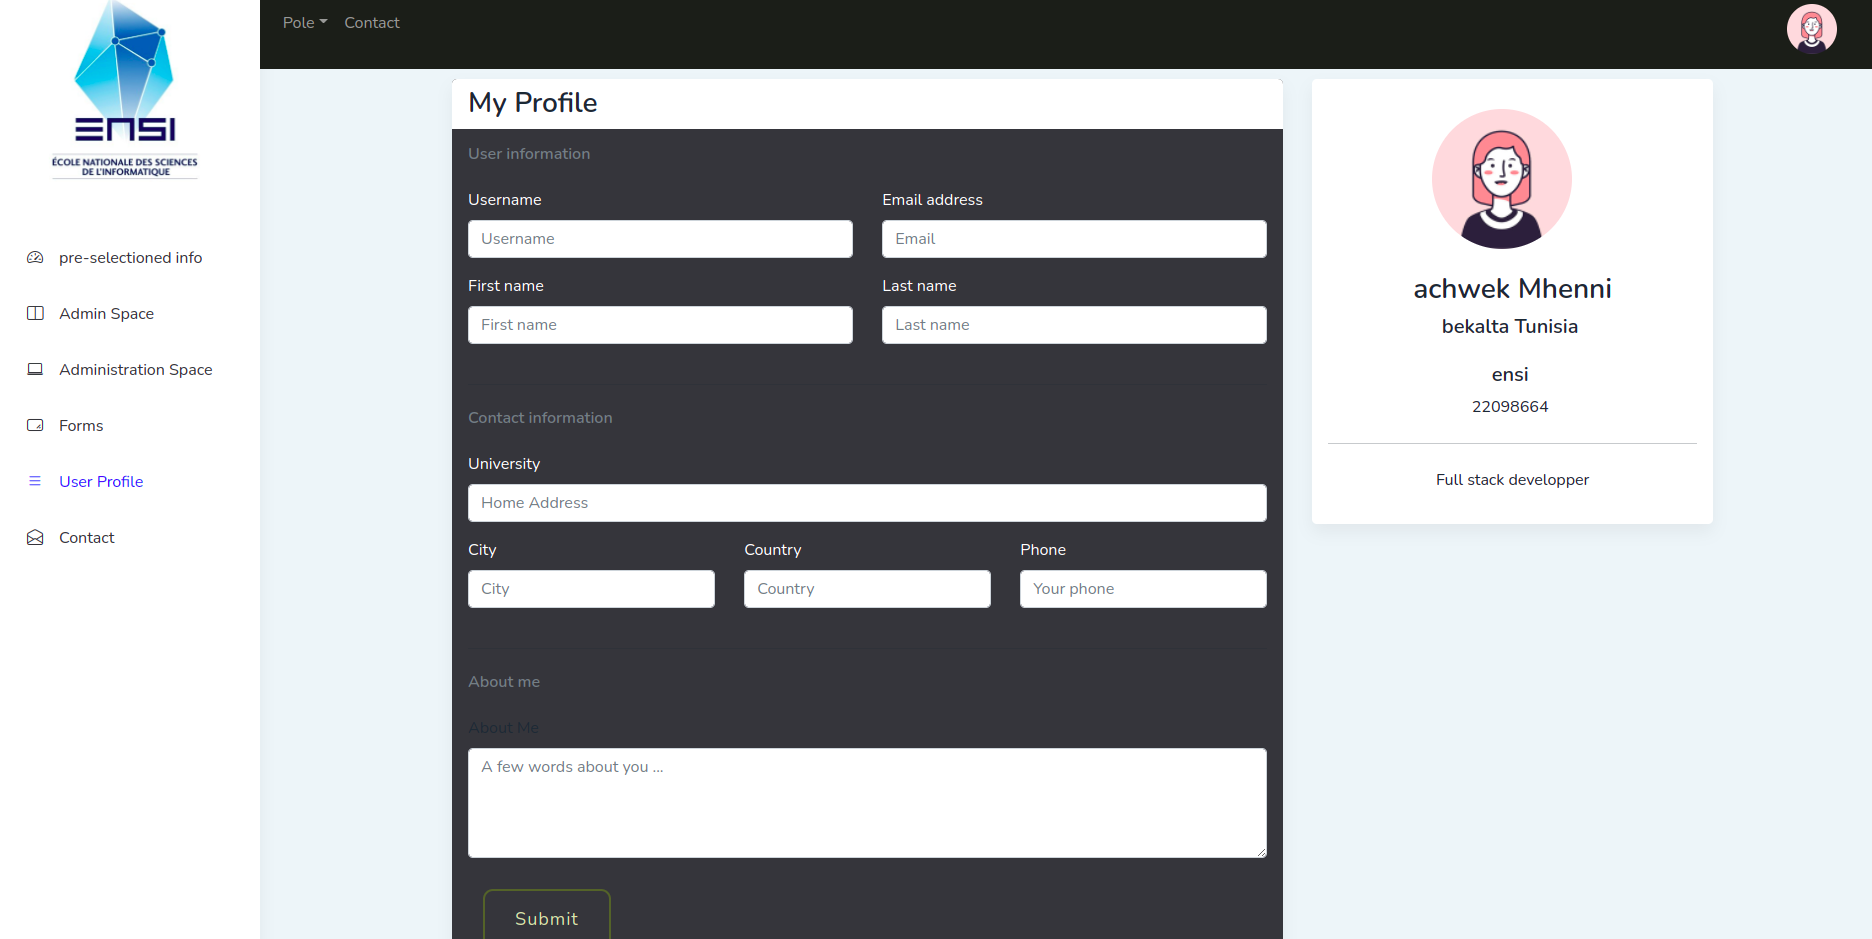 ENSI
ÉCOLE NATIONALE DES SCIENCES
DE L'INFORMATIQUE
pre-selectioned info
Admin Space
Administration Space
Forms
User Profile
Contact
Pole Contact
My Profile
User information
Username Email address
Username Email
First name Last name
First name Last name
Contact information
University
Home Address
City Country Phone
City Country Your phone
About me
About Me
A few words about you ...
Submit
achwek Mhenni
bekalta Tunisia
ensi
22098664
Full stack developper